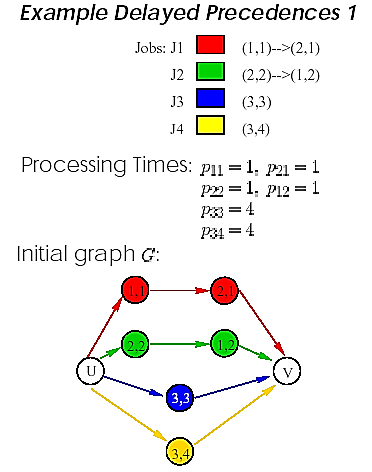 Example Delayed Precedences 1
Jobs: J1 (1,1)-->(2,1)
J2 (2,2)-->(1,2)
J3 (3,3)
J4 (3,4)
Processing Times: p11 = 1, p21 = 1
p22 = 1, p12 = 1
p33 = 4
p34 = 4
Initial graph G:
1,1 2,1
2,2 1,2
U V
3,3
3,4